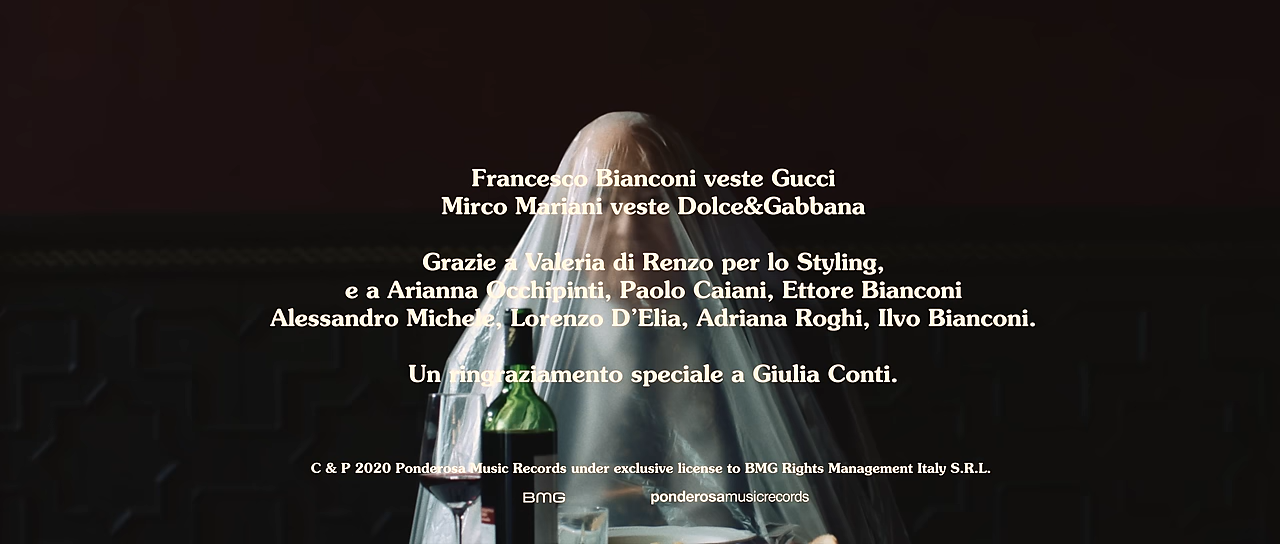 Francesco Bianconi veste Gucci
Mirco Mariani veste Dolce&Gabbana
Grazie a Valeria di Renzo per lo Styling,
e a Arianna Occhipinti, Paolo Caiani, Ettore Bianconi
Alessandro Michele, Lorenzo D’Elia, Adriana Roghi, Ilvo Bianconi.
Un ringraziamento speciale a Giulia Conti.
C & P 2020 Ponderosa Music Records under exclusive license to BMG Rights Management Italy S.R.L.
BMG ponderosamusicrecords